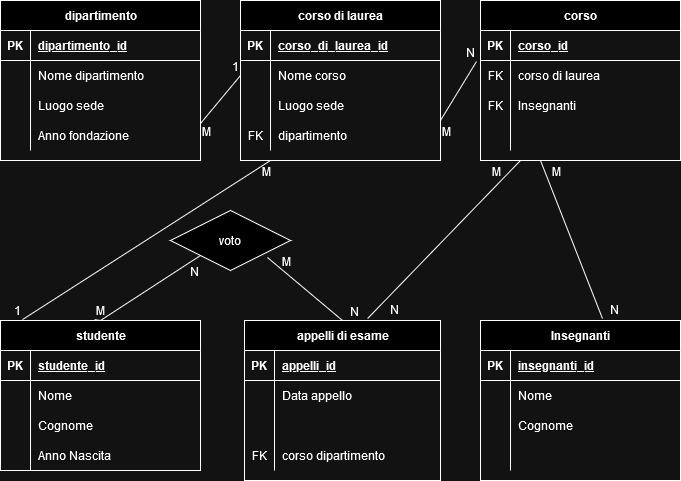 dipartimento
PK dipartimento_id
Nome dipartimento
Luogo sede
Anno fondazione
corso di laurea
PK corso_di_laurea_id
Nome corso
Luogo sede
FK dipartimento
corso
PK corso_id
FK corso di laurea
FK Insegnanti
1
M
N
M
M
M
M
voto
N
M
1
M
N
N
N
studente
PK studente_id
Nome
Cognome
Anno Nascita
appelli di esame
PK appelli_id
Data appello
FK corso dipartimento
Insegnanti
PK insegnanti_id
Nome
Cognome